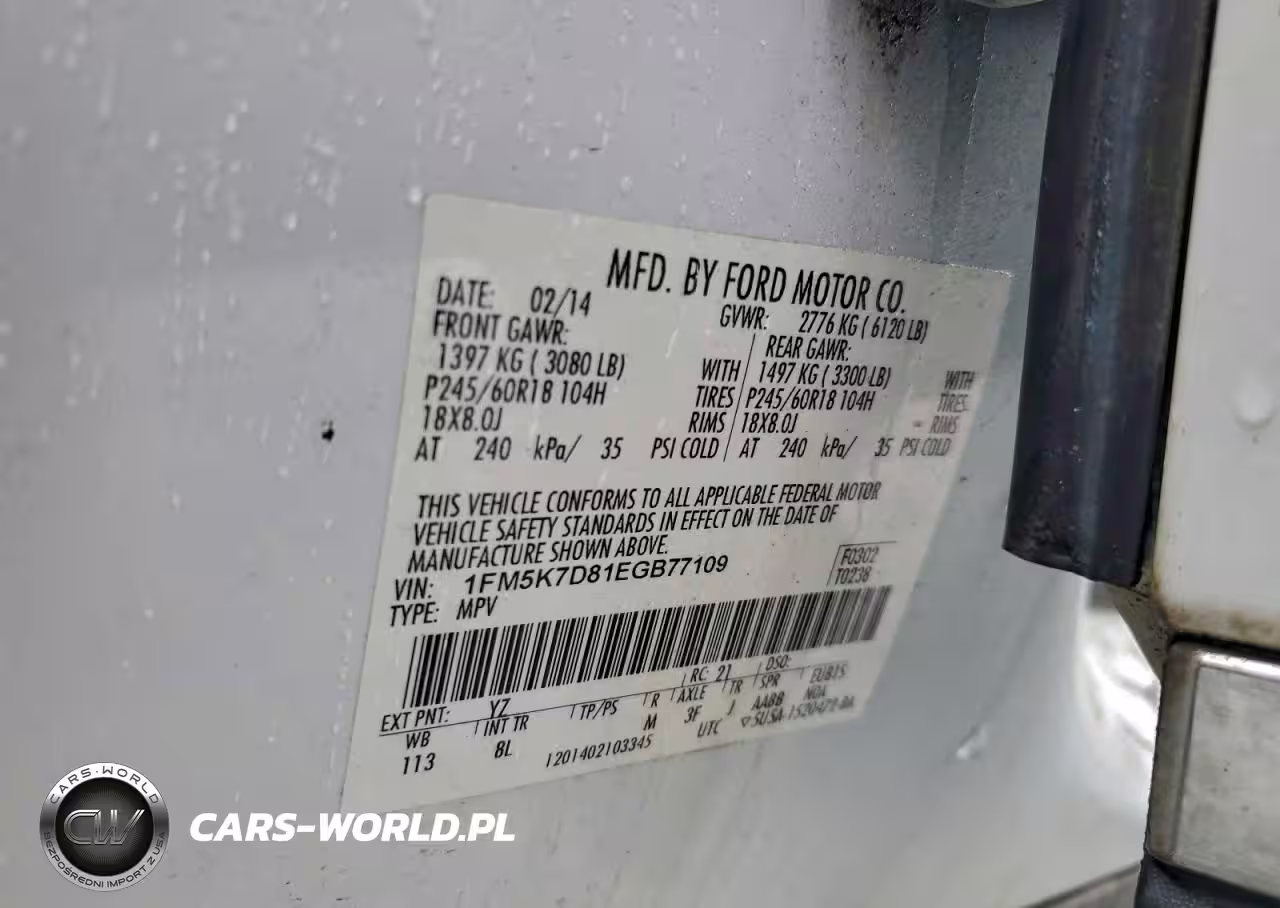 MFD. BY FORD MOTOR CO.
DATE: 02/14 GVWR: 2776 KG ( 6120 LB)
FRONT GAWR: REAR GAWR:
1397 KG ( 3080 LB) WITH 1497 KG ( 3300 LB) WITH
P245/60R18 104H TIRES P245/60R18 104H TIRES
18X8.0J RIMS 18X8.0J RIMS
AT 240 kPa/ 35 PSI COLD AT 240 kPa/ 35 PSI COLD
THIS VEHICLE CONFORMS TO ALL APPLICABLE FEDERAL MOTOR
VEHICLE SAFETY STANDARDS IN EFFECT ON THE DATE OF
MANUFACTURE SHOWN ABOVE.
VIN: 1FM5K7D81EGB77109
F0302
TYPE: MPV
T0238
EXT PNT: YZ RC: 21 DSO:
WB INT TR TP/PS R AXLE TR SPR EUB15
113 8L M 3F J AABB NOA
1201402103345 UTC
CARS-WORLD
CW
BEZPOŚREDNI IMPORT Z USA
CARS-WORLD.PL